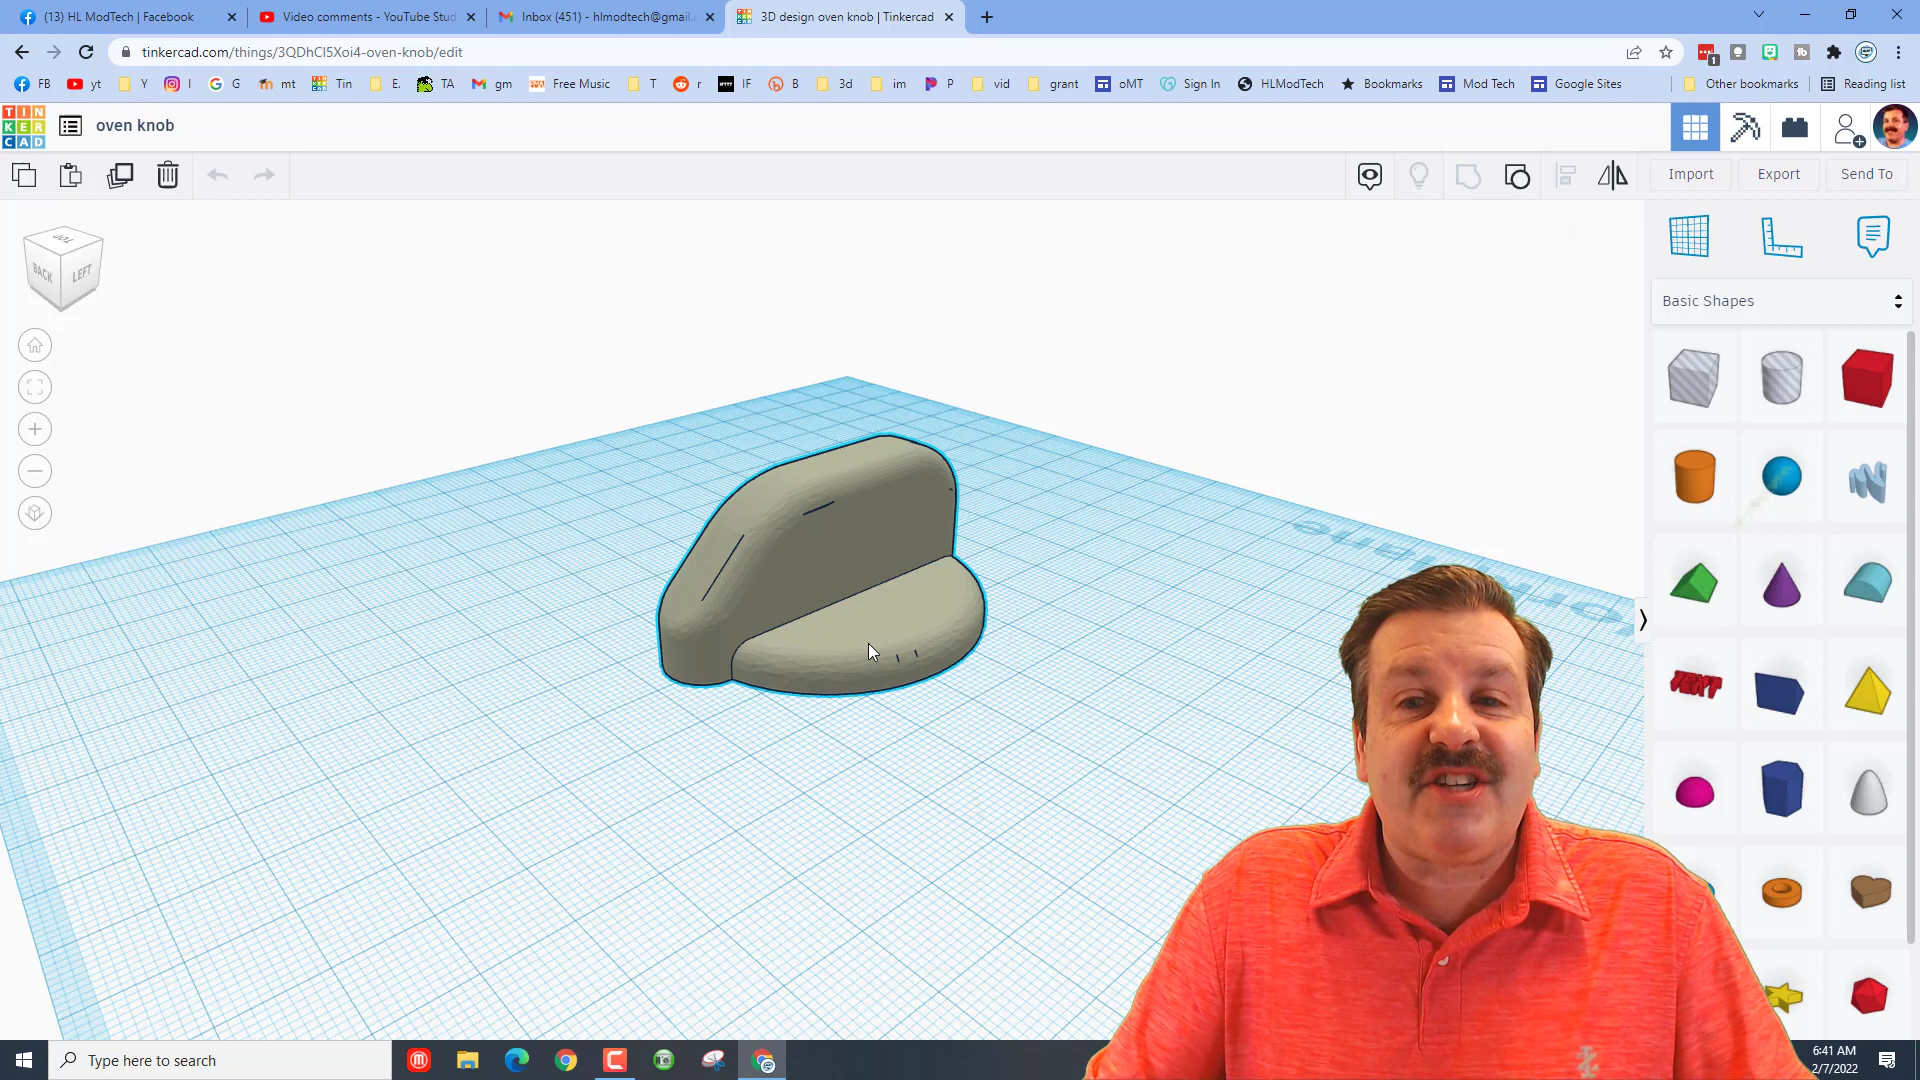 (13) HL ModTech | Facebook
Video comments - YouTube Stud
Inbox (451) - hlmodtech@gmail.
3D design oven knob | Tinkercad
tinkercad.com/things/3QDhCl5Xoi4-oven-knob/edit
FB
yt
Y
I
G
mt
Tin
E.
TA
gm
Free Music
T
r
IF
B
3d
im
P
vid
grant
oMT
Sign In
HLModTech
Bookmarks
Mod Tech
Google Sites
Other bookmarks
Reading list
TIN
KER
CAD
oven knob
Import
Export
Send To
TOP
BACK
LEFT
Basic Shapes
TEXT
Workplane
Type here to search
6:41 AM
2/7/2022